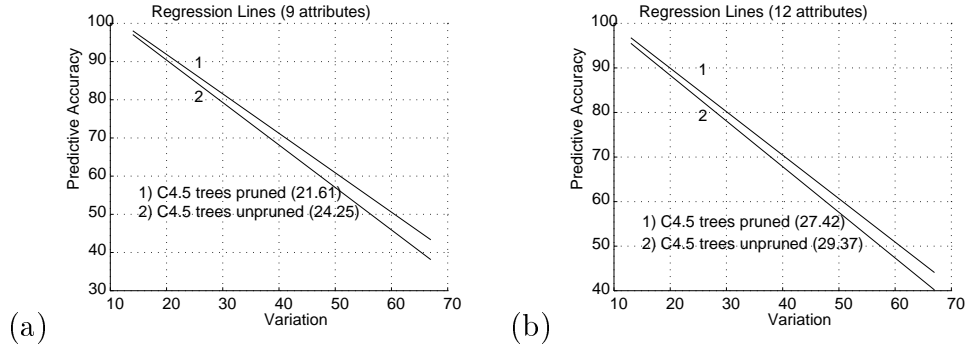 Regression Lines (9 attributes)
100
90
80
70
60
50
40
30
Predictive Accuracy
1
2
1) C4.5 trees pruned (21.61)
2) C4.5 trees unpruned (24.25)
10 20 30 40 50 60 70
Variation
(a)
Regression Lines (12 attributes)
100
90
80
70
60
50
40
Predictive Accuracy
1
2
1) C4.5 trees pruned (27.42)
2) C4.5 trees unpruned (29.37)
10 20 30 40 50 60 70
Variation
(b)